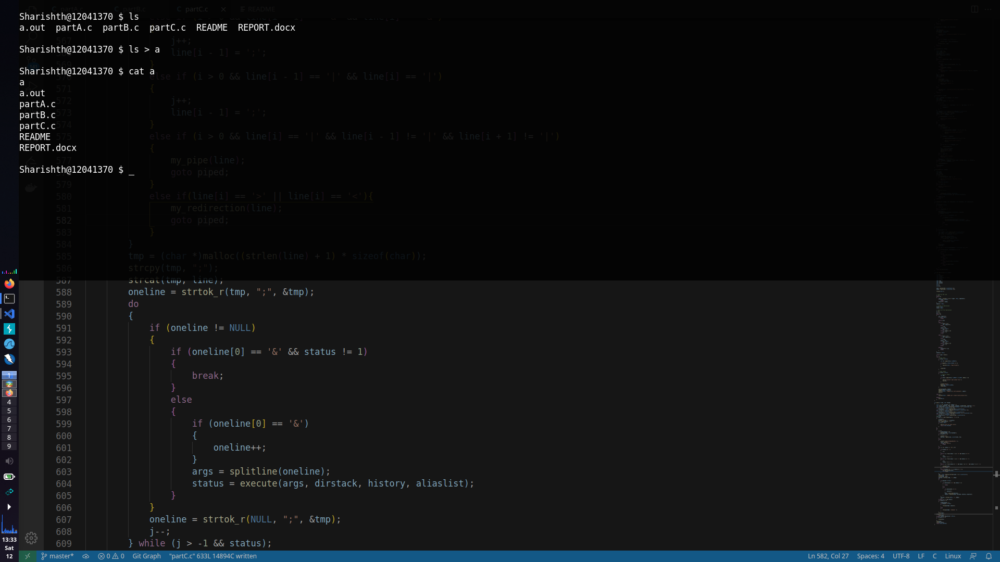 partA.c partB.c partC.c README
Sharishth@12041370 $ ls
a.out partA.c partB.c partC.c README REPORT.docx
567 j++;
Sharishth@12041370 $ ls > a
line[i - 1] = ';';
569 }
Sharishth@12041370 $ cat a
else if (i > 0 && line[i - 1] == '|' && line[i] == '|')
a
571 {
a.out
572 j++;
partA.c
573 line[i - 1] = ';';
partB.c
574 }
partC.c
575 else if (i > 0 && line[i] == '|' && line[i - 1] != '|' && line[i + 1] != '|')
README
{
REPORT.docx
577 my_pipe(line);
Sharishth@12041370 $ _
goto piped;
579 }
580 else if(line[i] == '>' || line[i] == '<'){
581 my_redirection(line);
582 goto piped;
583 }
584 }
585 tmp = (char *)malloc((strlen(line) + 1) * sizeof(char));
586 strcpy(tmp, ";");
587 strcat(tmp, line);
588 oneline = strtok_r(tmp, ";", &tmp);
589 do
590 {
591 if (oneline != NULL)
592 {
593 if (oneline[0] == '&' && status != 1)
594 {
595 break;
596 }
597 else
598 {
599 if (oneline[0] == '&')
600 {
601 oneline++;
602 }
603 args = splitline(oneline);
604 status = execute(args, dirstack, history, aliaslist);
605 }
606 }
607 oneline = strtok_r(NULL, ";", &tmp);
608 j--;
609 } while (j > -1 && status);
1
2
3
4
5
6
7
8
9
13:33
Sat
12
master* 0 0 Git Graph "partC.c" 633L 14894C written Ln 582, Col 27 Spaces: 4 UTF-8 LF C Linux